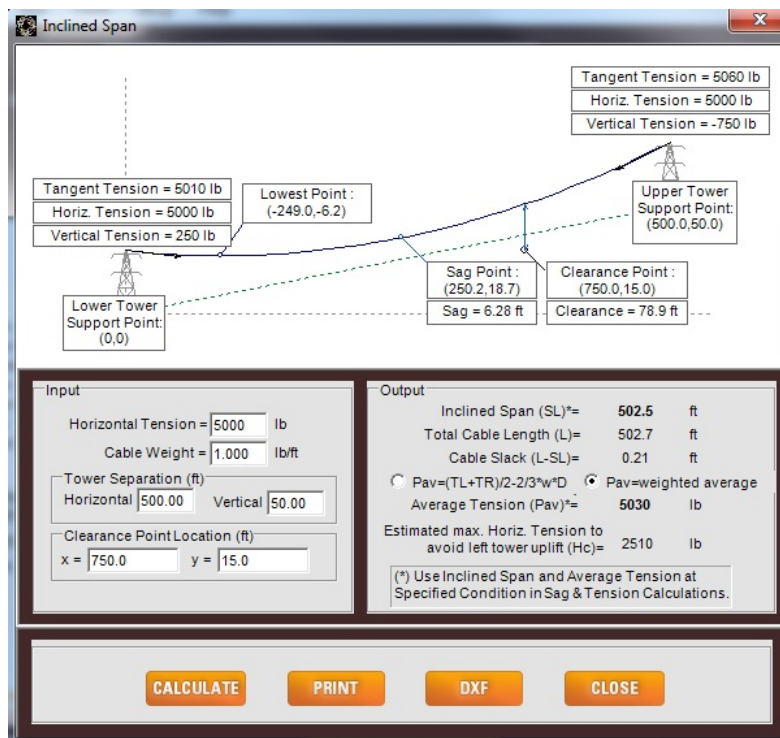 Inclined Span
Tangent Tension = 5060 lb
Horiz. Tension = 5000 lb
Vertical Tension = -750 lb
Tangent Tension = 5010 lb
Horiz. Tension = 5000 lb
Vertical Tension = 250 lb
Lowest Point :
(-249.0,-6.2)
Upper Tower
Support Point:
(500.0,50.0)
Sag Point :
(250.2,18.7)
Sag = 6.28 ft
Clearance Point :
(750.0,15.0)
Clearance = 78.9 ft
Lower Tower
Support Point:
(0,0)
Input
Horizontal Tension = 5000 lb
Cable Weight = 1.000 lb/ft
Tower Separation (ft)
Horizontal 500.00 Vertical 50.00
Clearance Point Location (ft)
x = 750.0 y = 15.0
Output
Inclined Span (SL)*= 502.5 ft
Total Cable Length (L)= 502.7 ft
Cable Slack (L-SL)= 0.21 ft
Pav=(TL+TR)/2-2/3*w*D Pav=weighted average
Average Tension (Pav)*= 5030 lb
Estimated max. Horiz. Tension to
avoid left tower uplift (Hc)= 2510 lb
(*) Use Inclined Span and Average Tension at
Specified Condition in Sag & Tension Calculations.
CALCULATE PRINT DXF CLOSE